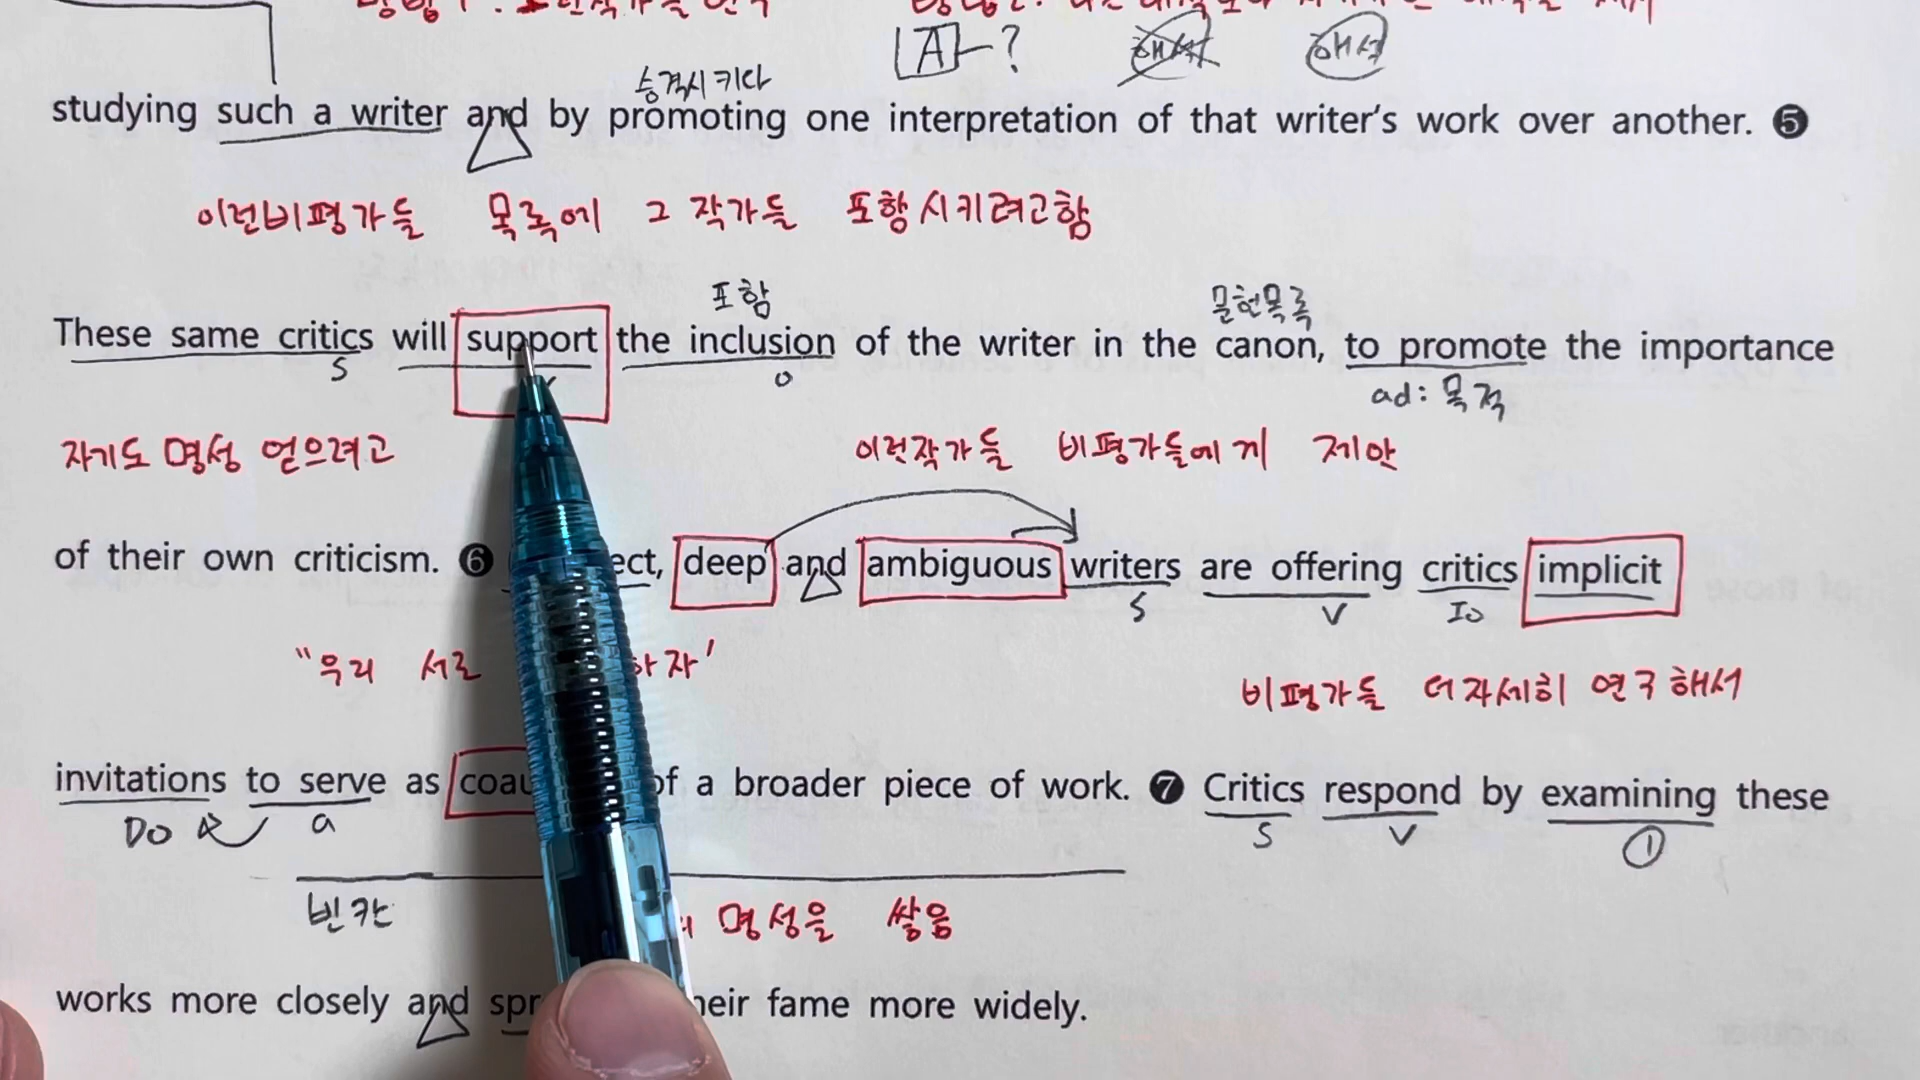 A ? 해석 해석
승격시키다
studying such a writer and by promoting one interpretation of that writer's work over another. ❺
이런비평가들 목록에 그 작가들 포함시키려고함
포함 문헌목록
These same critics will support the inclusion of the writer in the canon, to promote the importance
S O ad: 목적
자기도 명성 얻으려고 이런작가들 비평가들에게 제안
of their own criticism. ❻ deep and ambiguous writers are offering critics implicit
S V IO
"우리 서로 하자'
비평가들 더자세히 연구해서
invitations to serve as of a broader piece of work. ❼ Critics respond by examining these
DO a S V ①
빈칸 명성을 쌓음
works more closely and their fame more widely.